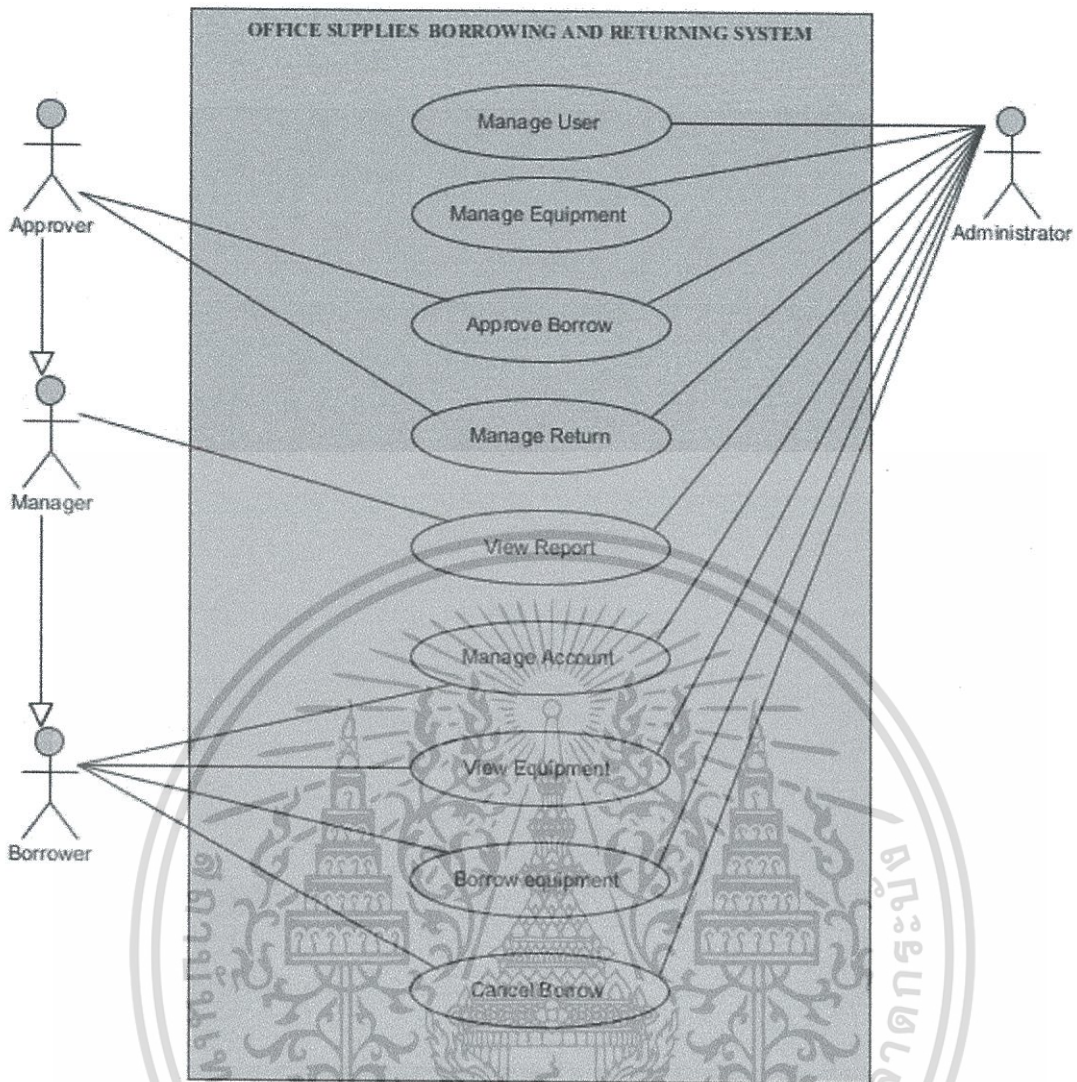 OFFICE SUPPLIES BORROWING AND RETURNING SYSTEM
Manage User
Manage Equipment
Approver
Administrator
Approve Borrow
Manage Return
Manager
View Report
Manage Account
View Equipment
Borrower
Borrow equipment
Cancel Borrow